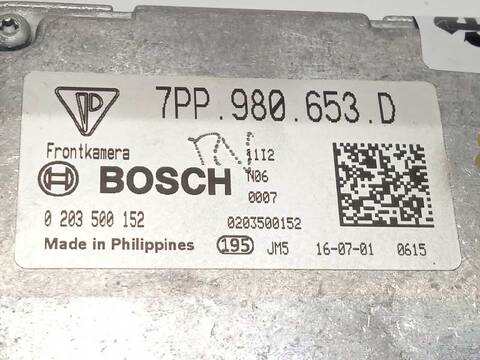 7PP.980.653.D
Frontkamera
N06
BOSCH
0007
0 203 500 152
0203500152
Made in Philippines
195
JM5
16-07-01
0615